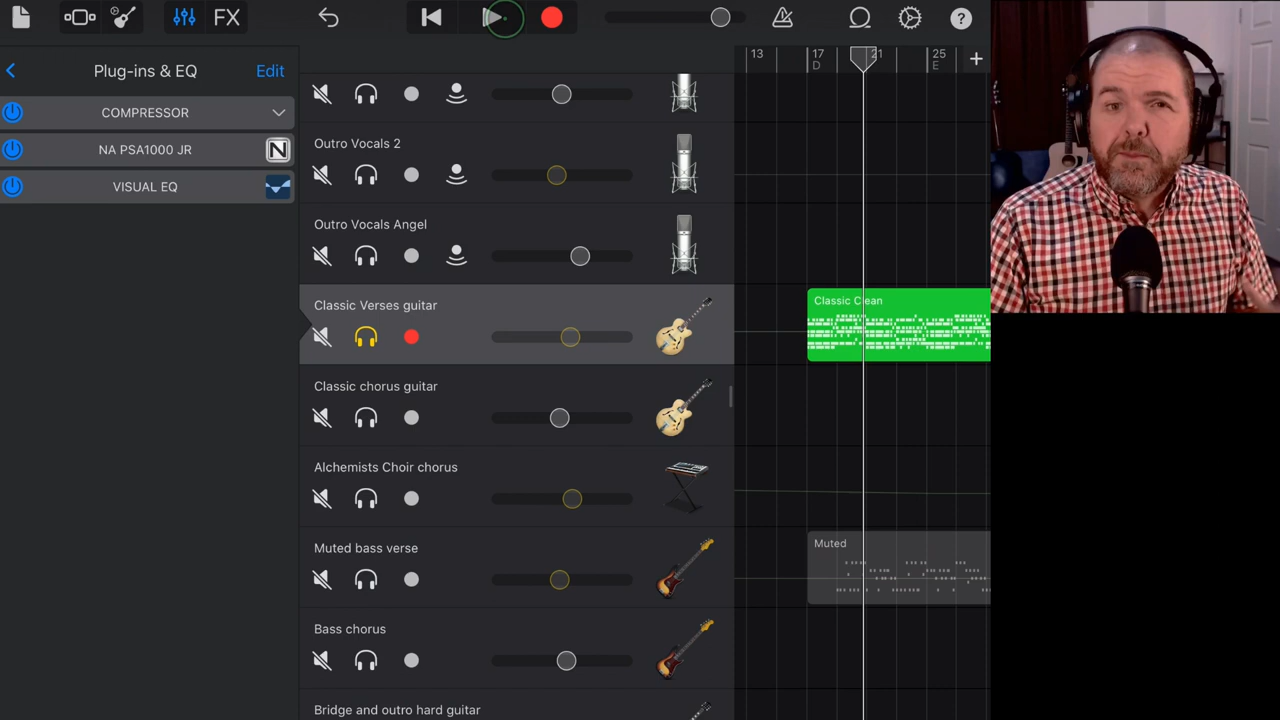 FX
?
Plug-ins & EQ
Edit
13
17
21
25
D
E
+
COMPRESSOR
NA PSA1000 JR
N
VISUAL EQ
Outro Vocals 2
Outro Vocals Angel
Classic Verses guitar
Classic Clean
Classic chorus guitar
Alchemists Choir chorus
Muted bass verse
Muted
Bass chorus
Bridge and outro hard guitar